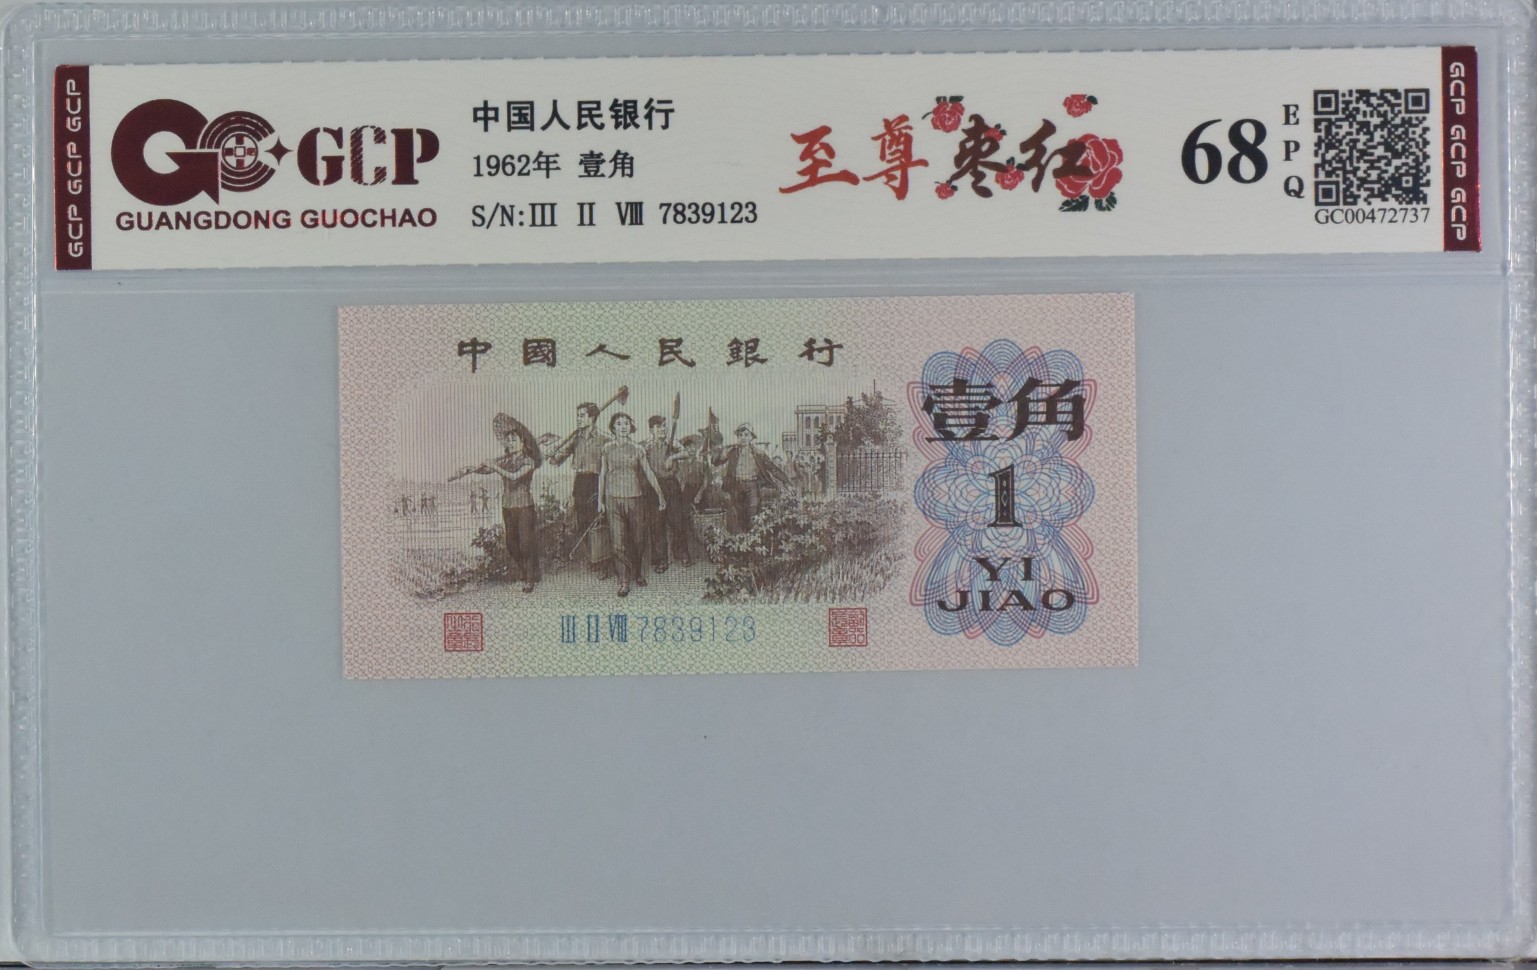 GCP GCP GCP
GCP
GUANGDONG GUOCHAO
中国人民银行
1962年 壹角
S/N:III II VIII 7839123
至尊枣红
68
EPQ
GC00472737
GCP GCP GCP
中國人民銀行
壹角
1
YI
JIAO
III II VIII 7839123